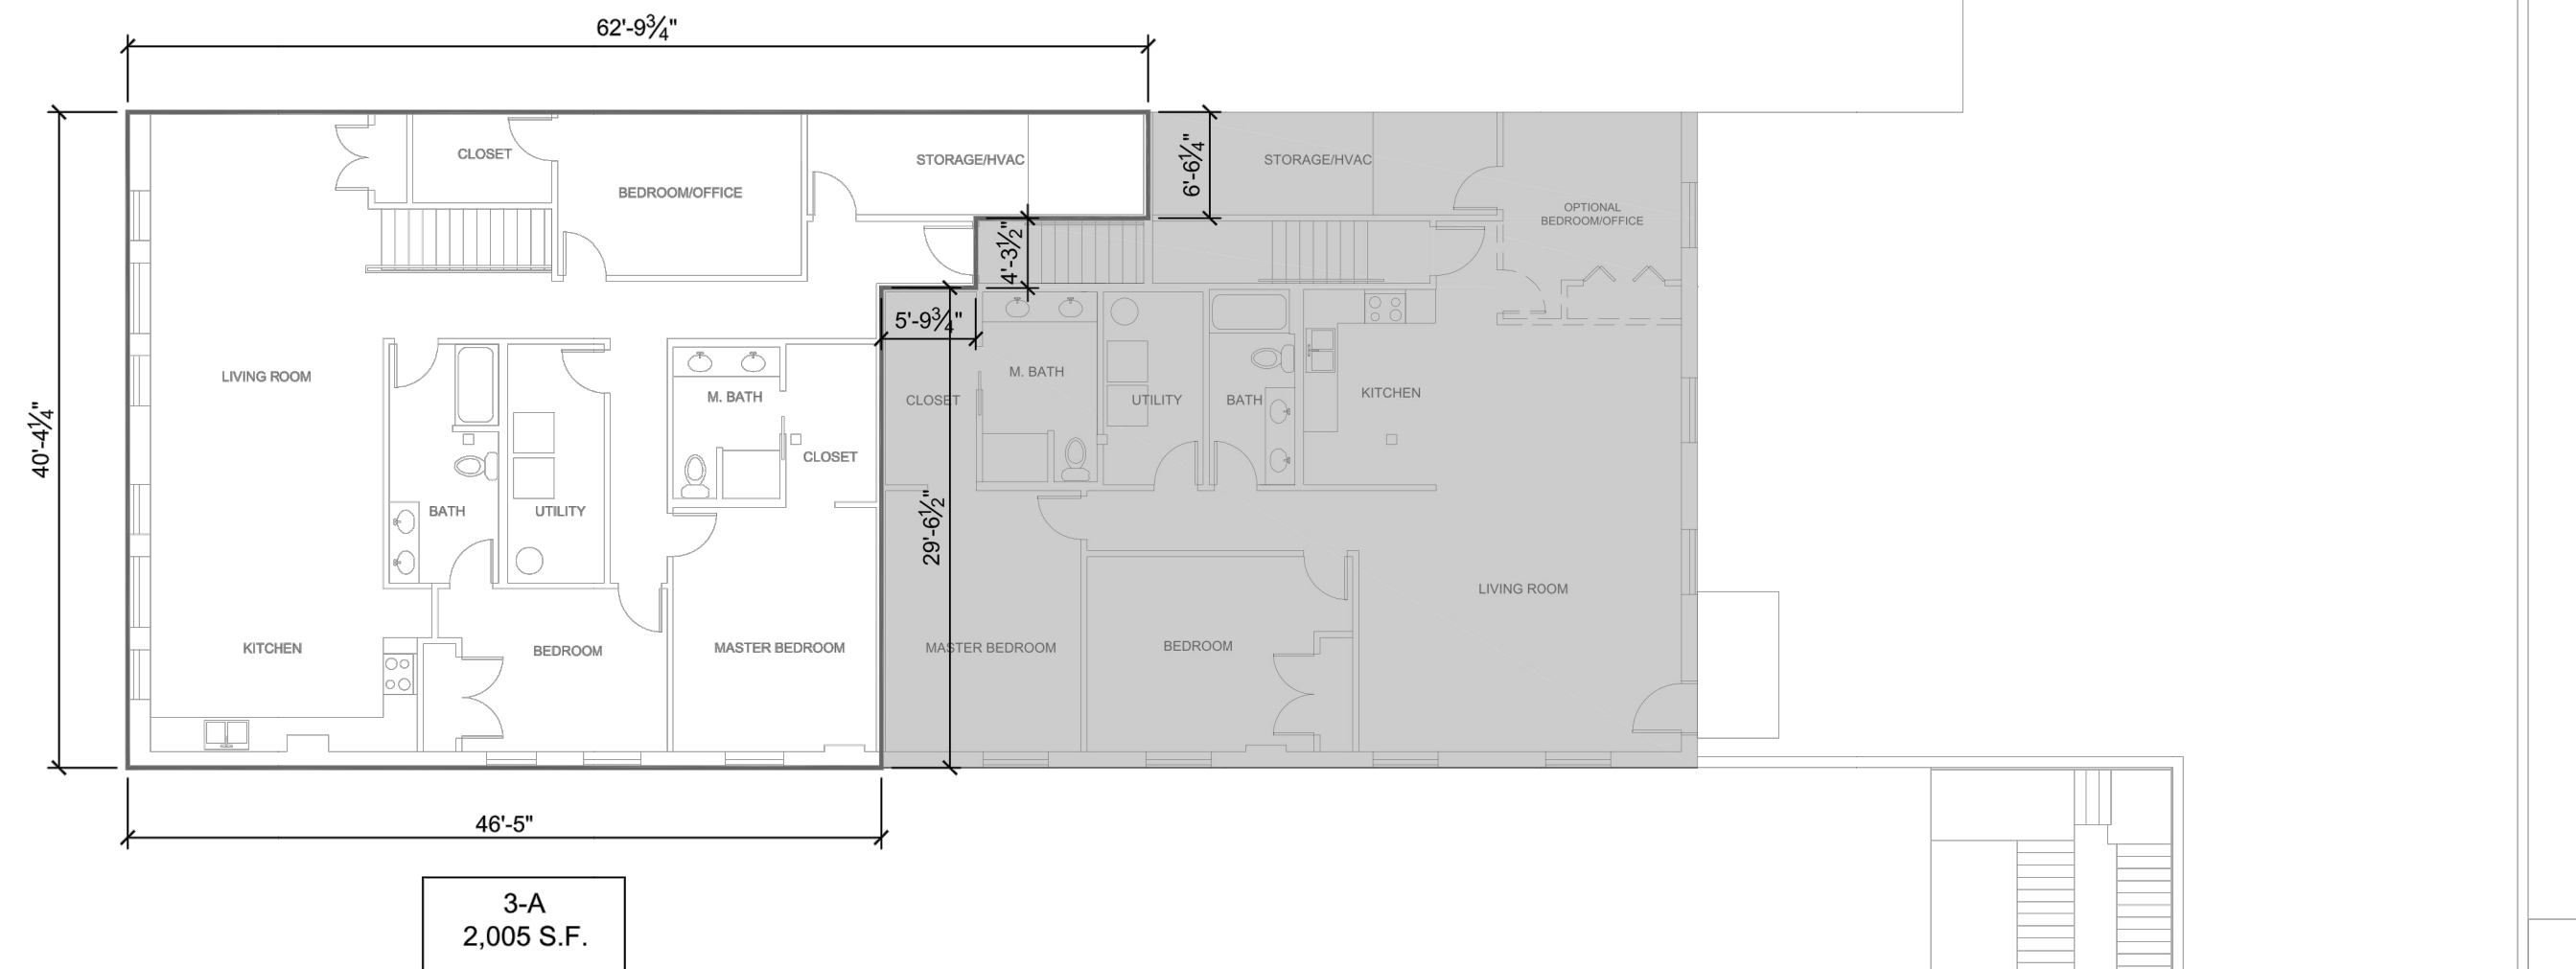 62'-9¾"
CLOSET
BEDROOM/OFFICE
STORAGE/HVAC
6'-6¼"
STORAGE/HVAC
OPTIONAL
BEDROOM/OFFICE
4'-3½"
5'-9¾"
LIVING ROOM
M. BATH
M. BATH
CLOSET
UTILITY
BATH
KITCHEN
40'-4¼"
CLOSET
BATH
UTILITY
29'-6½"
LIVING ROOM
KITCHEN
BEDROOM
MASTER BEDROOM
MASTER BEDROOM
BEDROOM
46'-5"
3-A
2,005 S.F.